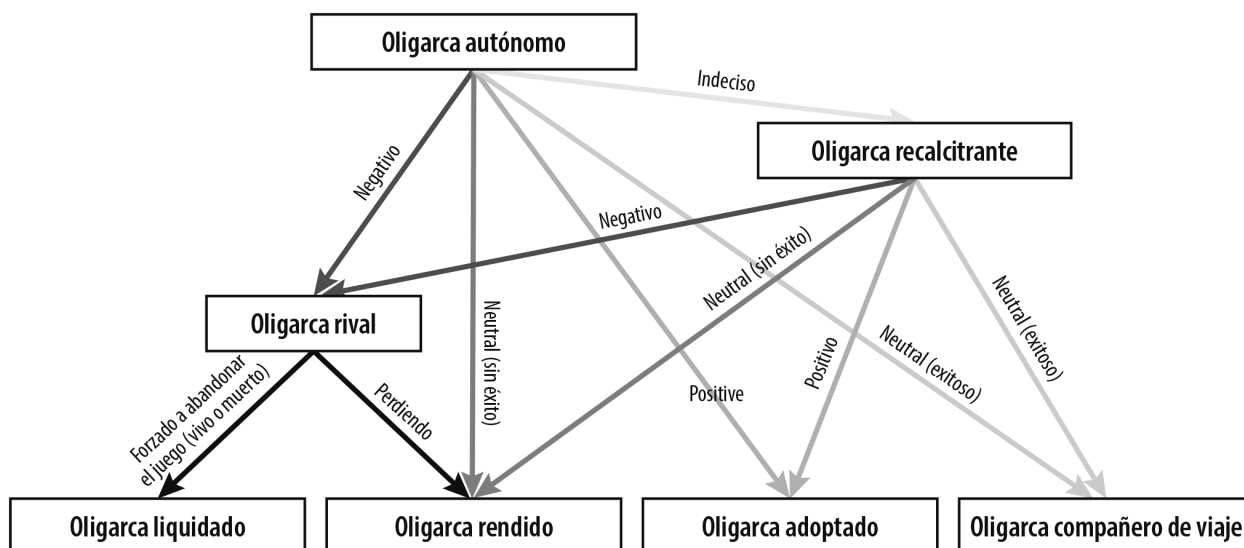 Oligarca autónomo
Indeciso
Oligarca recalcitrante
Negativo
Negativo
Neutral (sin éxito)
Oligarca rival
Neutral (sin éxito)
Neutral (exitoso)
Neutral (exitoso)
Positivo
Positive
Forzado a abandonar
el juego (vivo o muerto)
Perdiendo
Oligarca liquidado
Oligarca rendido
Oligarca adoptado
Oligarca compañero de viaje